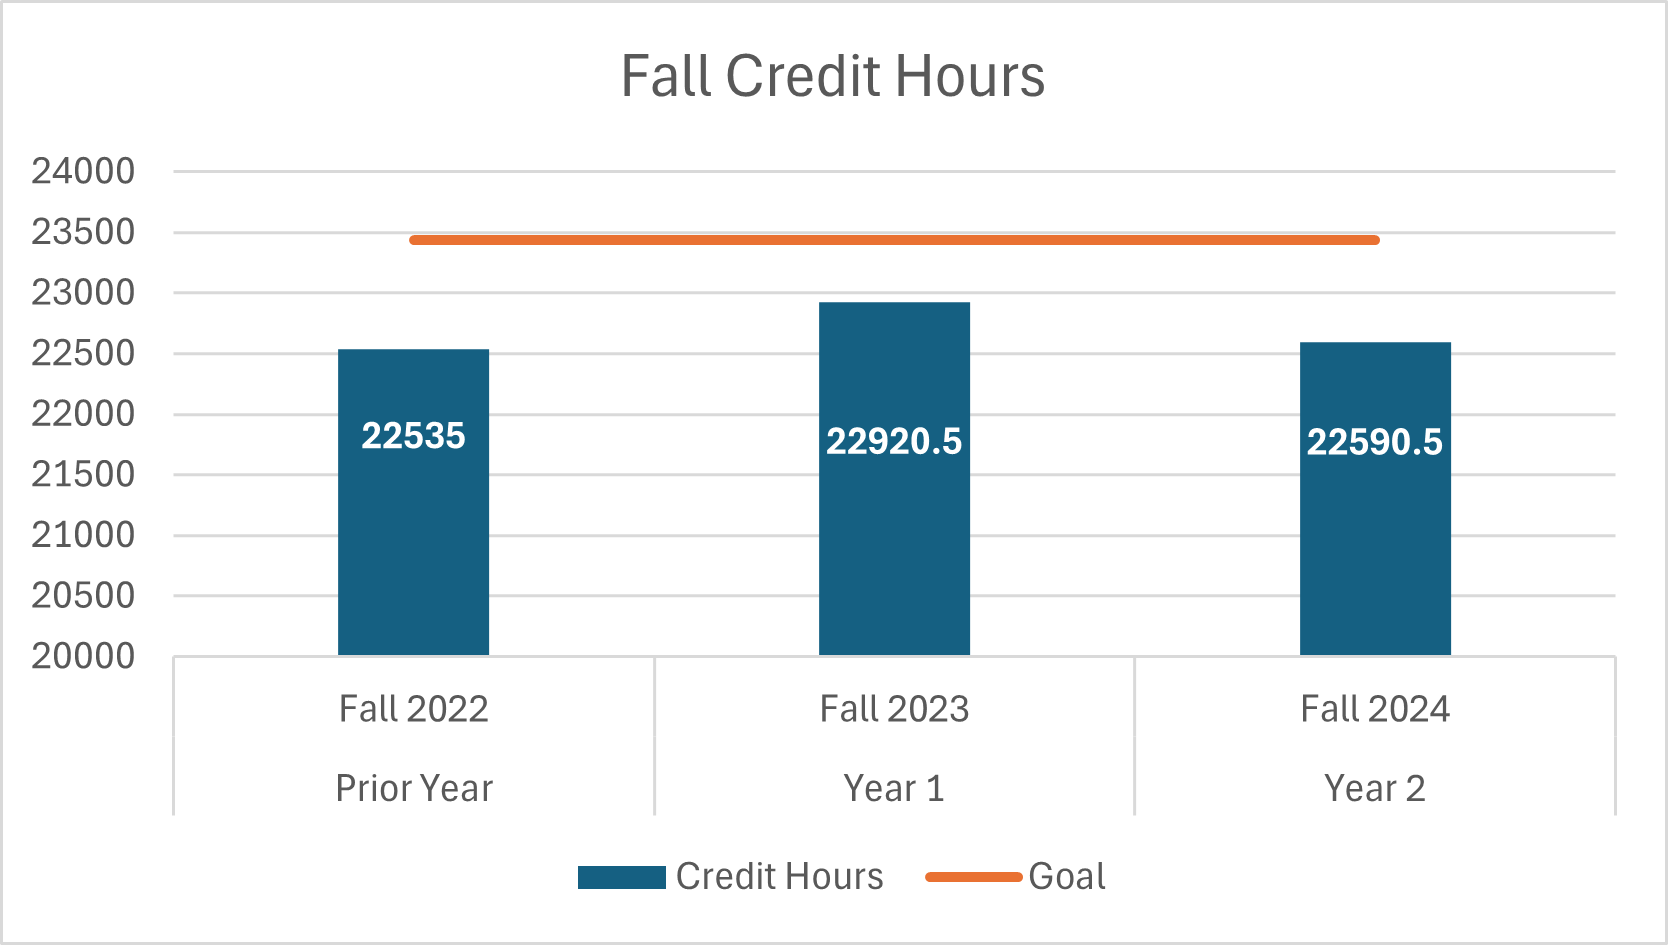 Fall Credit Hours
24000
23500
23000
22500
22000
21500
21000
20500
20000
22535
22920.5
22590.5
Fall 2022
Fall 2023
Fall 2024
Prior Year
Year 1
Year 2
Credit Hours
Goal